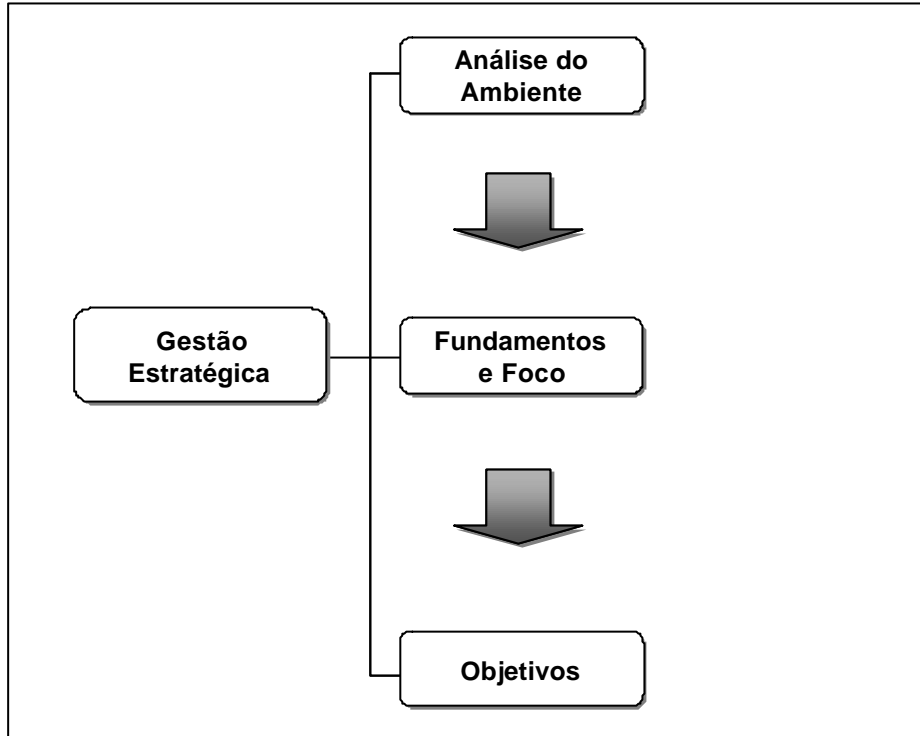 Análise do
Ambiente
Gestão
Estratégica
Fundamentos
e Foco
Objetivos